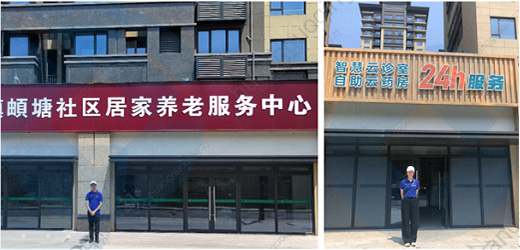 頔塘社区居家养老服务中心
智慧云诊室
自助云药房
24h服务